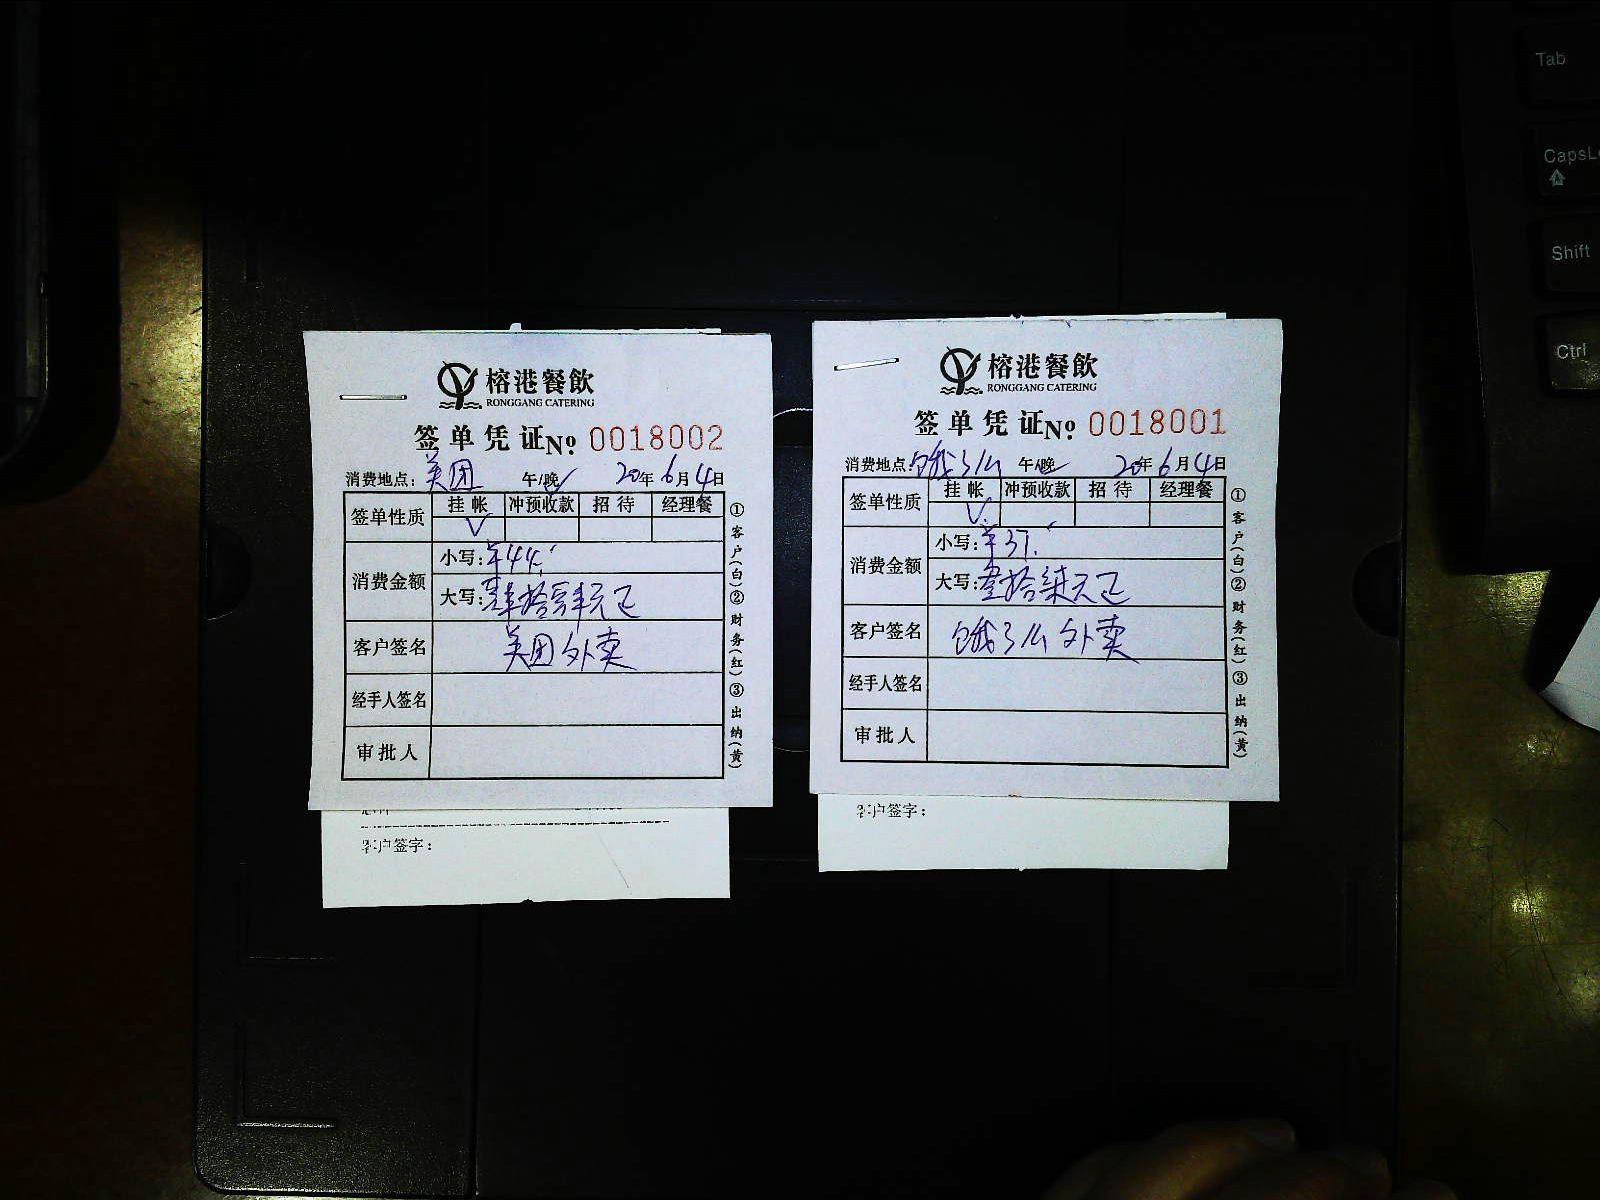 榕港餐飲
RONGGANG CATERING
签单凭证No 0018002
消费地点：美团 午/晚 20年6月4日
签单性质 挂帐 冲预收款 招待 经理餐
消费金额 小写：¥44.
大写：肆拾肆元正
客户签名 美团外卖
经手人签名
审批人
①客户(白)②财务(红)③出纳(黄)
客户签字：
榕港餐飲
RONGGANG CATERING
签单凭证No 0018001
消费地点：饿了么 午/晚 20年6月4日
签单性质 挂帐 冲预收款 招待 经理餐
消费金额 小写：¥37.
大写：拾柒元正
客户签名 饿了么外卖
经手人签名
审批人
①客户(白)②财务(红)③出纳(黄)
客户签字：
Tab
CapsLo
Shift
Ctrl